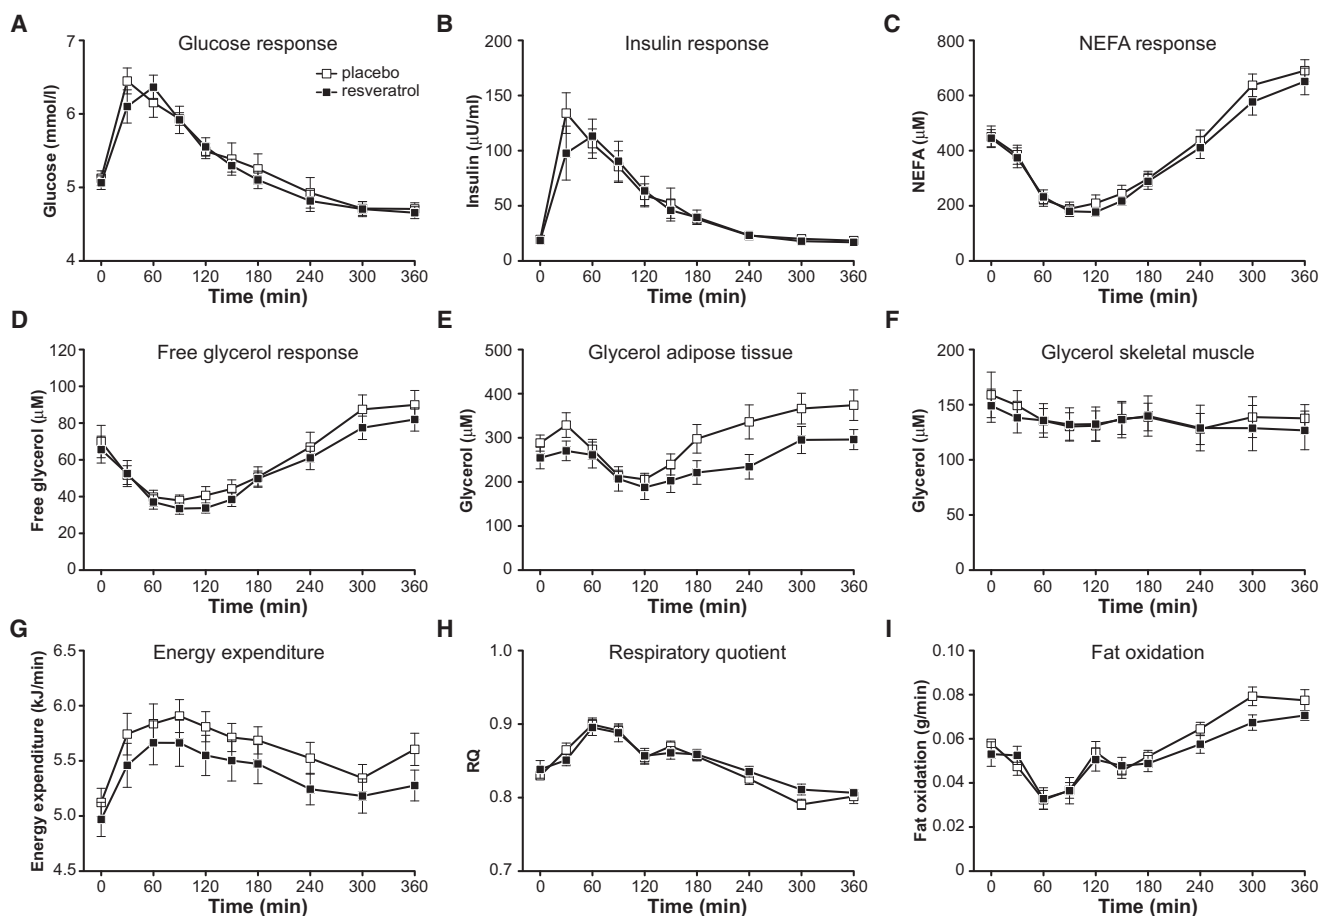 A
Glucose response
placebo
resveratrol
Glucose (mmol/l)
7
6
5
4
0 60 120 180 240 300 360
Time (min)
B
Insulin response
Insulin (μU/ml)
200
150
100
50
0
0 60 120 180 240 300 360
Time (min)
C
NEFA response
NEFA (μM)
800
600
400
200
0
0 60 120 180 240 300 360
Time (min)
D
Free glycerol response
Free glycerol (μM)
120
100
80
60
40
20
0
0 60 120 180 240 300 360
Time (min)
E
Glycerol adipose tissue
Glycerol (μM)
500
400
300
200
100
0
0 60 120 180 240 300 360
Time (min)
F
Glycerol skeletal muscle
Glycerol (μM)
200
150
100
50
0
0 60 120 180 240 300 360
Time (min)
G
Energy expenditure
Energy expenditure (kJ/min)
6.5
6.0
5.5
5.0
4.5
0 60 120 180 240 300 360
Time (min)
H
Respiratory quotient
RQ
1.0
0.9
0.8
0.7
0 60 120 180 240 300 360
Time (min)
I
Fat oxidation
Fat oxidation (g/min)
0.10
0.08
0.06
0.04
0.02
0
0 60 120 180 240 300 360
Time (min)